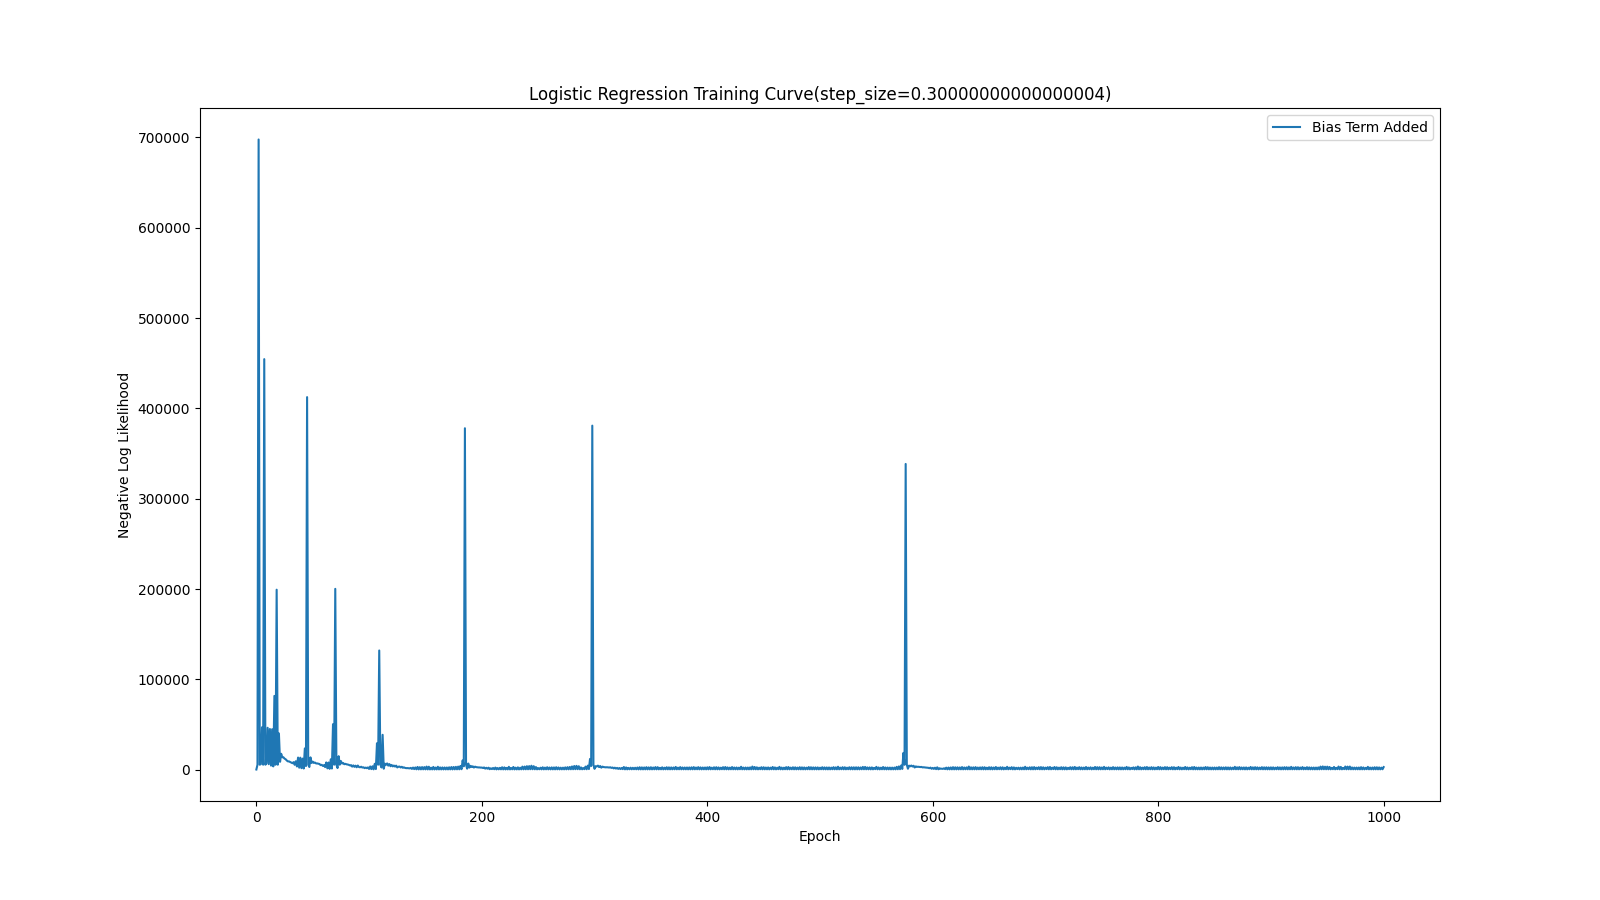 Logistic Regression Training Curve(step_size=0.30000000000000004)
Bias Term Added
700000
600000
500000
400000
300000
200000
100000
0
Negative Log Likelihood
0 200 400 600 800 1000
Epoch